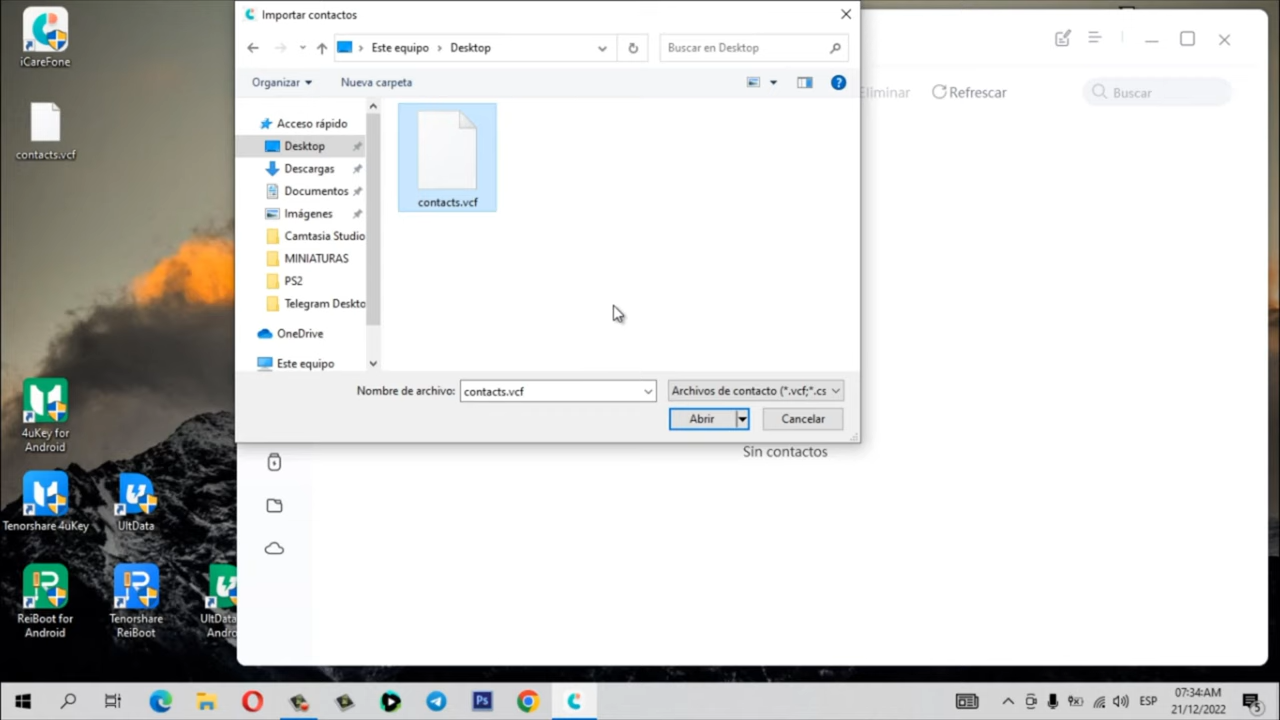 iCareFone
contacts.vcf
4uKey for
Android
Tenorshare 4uKey
UltData
ReiBoot for
Android
Tenorshare
ReiBoot
UltData
Andro
Importar contactos
Este equipo
Desktop
Buscar en Desktop
Organizar
Nueva carpeta
Acceso rápido
Desktop
Descargas
Documentos
Imágenes
Camtasia Studio
MINIATURAS
PS2
Telegram Deskto
OneDrive
Este equipo
contacts.vcf
Nombre de archivo:
contacts.vcf
Archivos de contacto (*.vcf;*.cs
Abrir
Cancelar
Eliminar
Refrescar
Buscar
Sin contactos
Ps
ESP
07:34 AM
21/12/2022
5